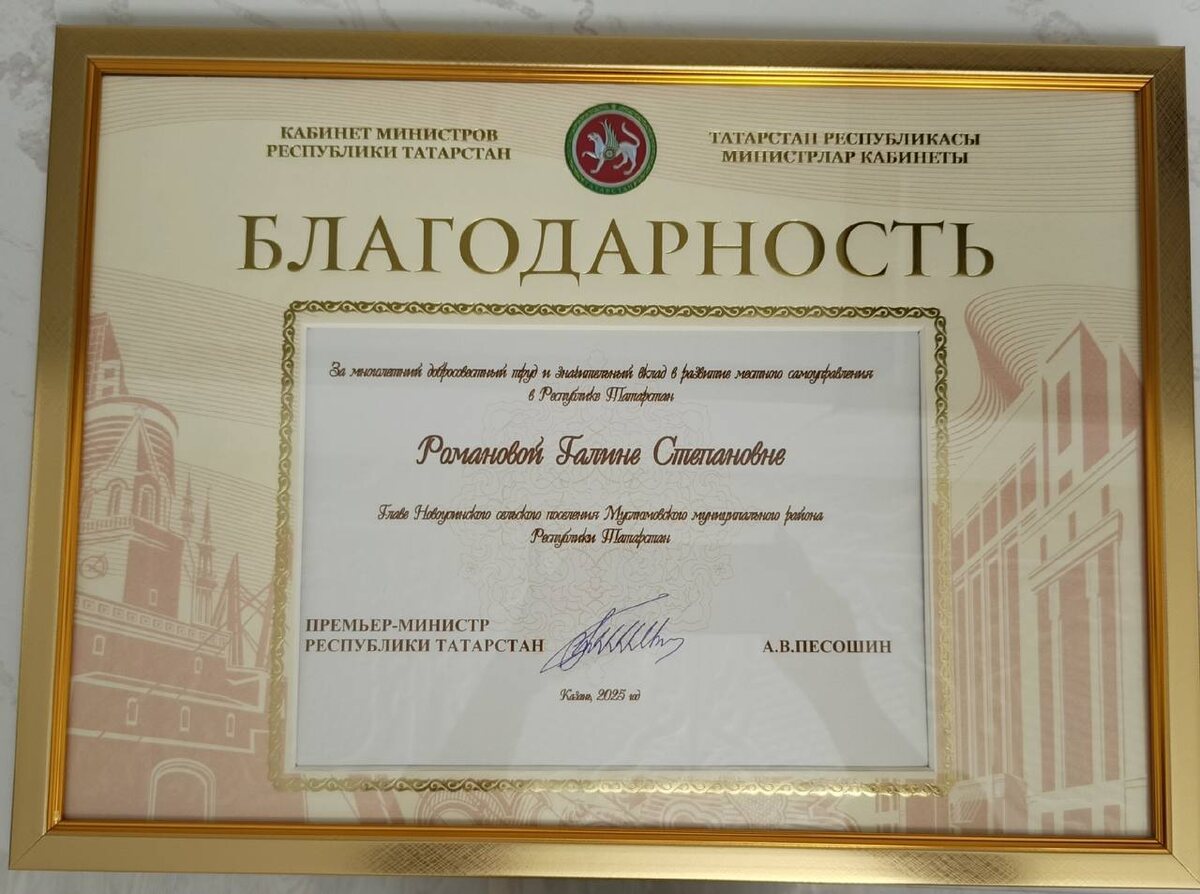 КАБИНЕТ МИНИСТРОВ
РЕСПУБЛИКИ ТАТАРСТАН
ТАТАРСТАН
ТАТАРСТАН РЕСПУБЛИКАСЫ
МИНИСТРЛАР КАБИНЕТЫ
БЛАГОДАРНОСТЬ
За многолетний добросовестный труд и значительный вклад в развитие местного самоуправления
в Республике Татарстан
Романовой Галине Степановне
Главе Новоусинского сельского поселения Муслюмовского муниципального района
Республики Татарстан
ПРЕМЬЕР-МИНИСТР
РЕСПУБЛИКИ ТАТАРСТАН
А.В.ПЕСОШИН
Казань, 2025 год